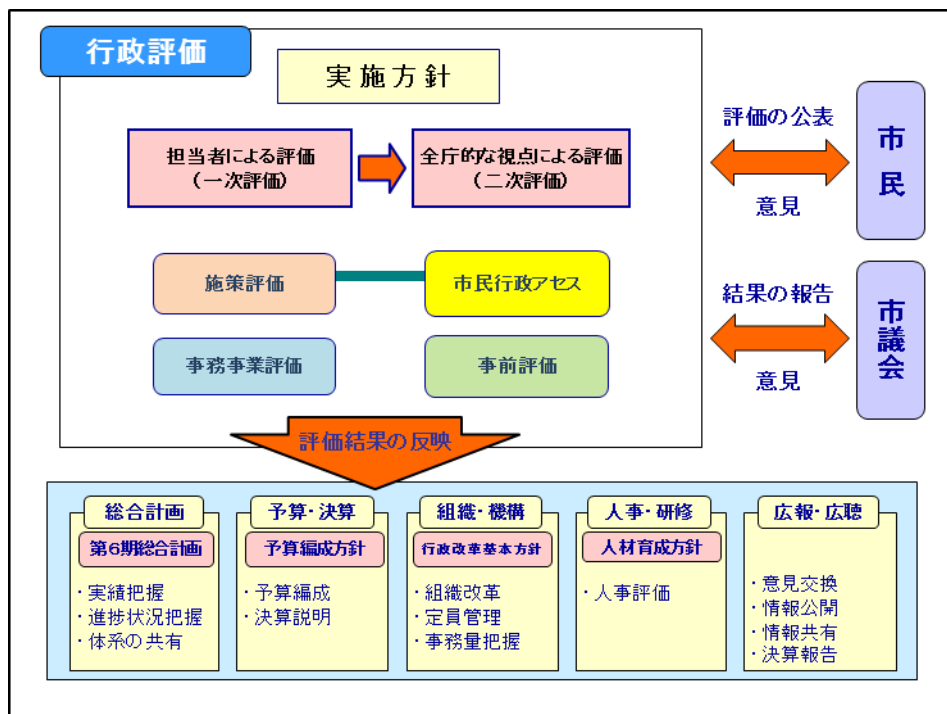 行政評価
実施方針
担当者による評価
(一次評価)
全庁的な視点による評価
(二次評価)
施策評価
市民行政アセス
事務事業評価
事前評価
評価の公表
意見
市民
結果の報告
意見
市議会
評価結果の反映
総合計画
第6期総合計画
・実績把握
・進捗状況把握
・体系の共有
予算・決算
予算編成方針
・予算編成
・決算説明
組織・機構
行政改革基本方針
・組織改革
・定員管理
・事務量把握
人事・研修
人材育成方針
・人事評価
広報・広聴
・意見交換
・情報公開
・情報共有
・決算報告